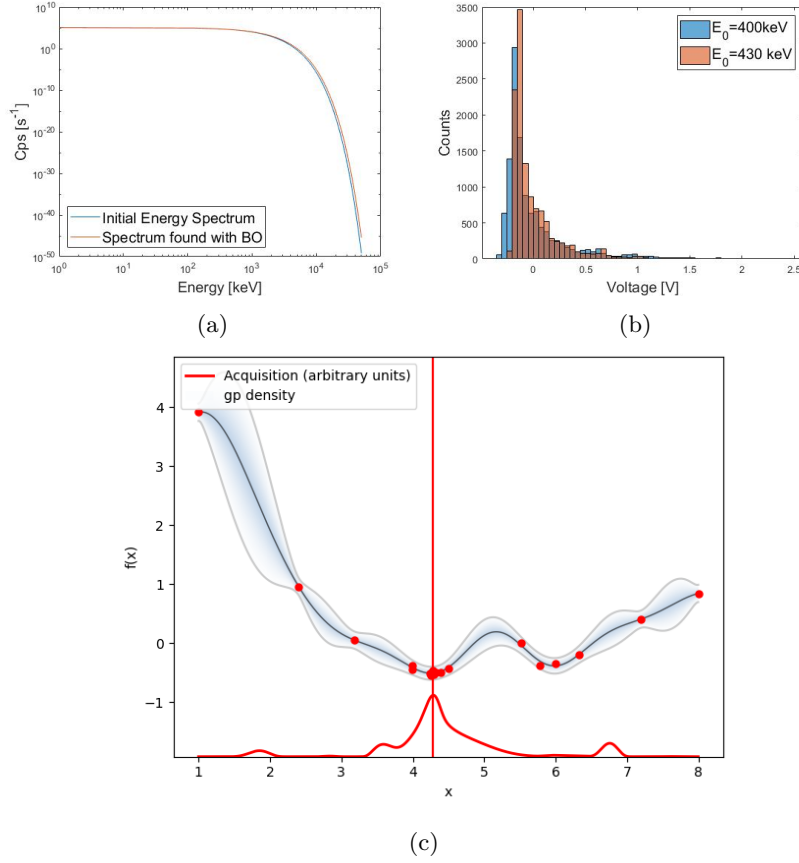 10^10
10^0
10^-10
10^-20
10^-30
10^-40
10^-50
Cps [s^-1]
Initial Energy Spectrum
Spectrum found with BO
10^0 10^1 10^2 10^3 10^4 10^5
Energy [keV]
(a)
3500
3000
2500
2000
1500
1000
500
0
Counts
E_0=400keV
E_0=430 keV
0 0.5 1 1.5 2 2.5
Voltage [V]
(b)
Acquisition (arbitrary units)
gp density
4
3
2
1
0
−1
f(x)
1 2 3 4 5 6 7 8
x
(c)